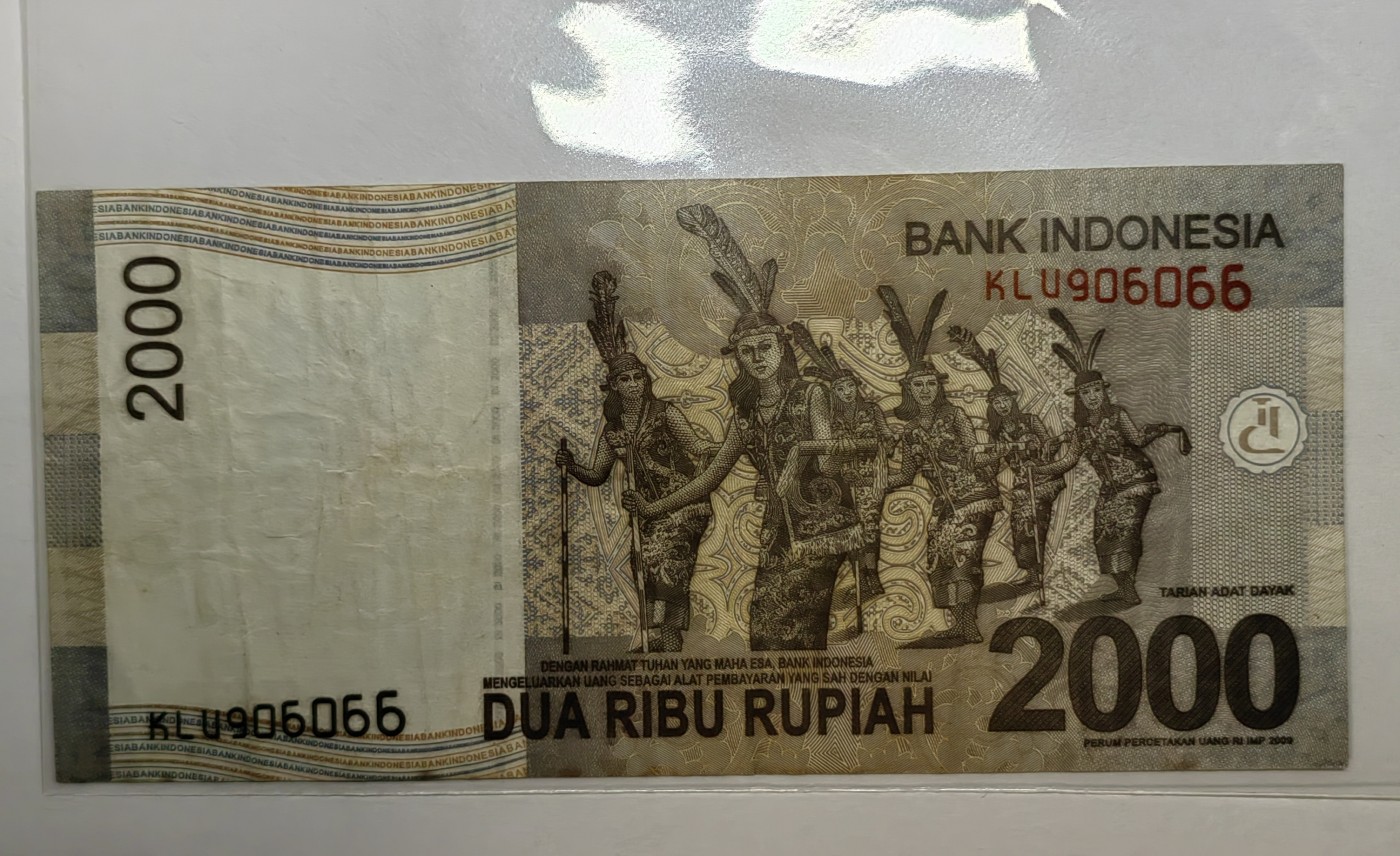 BANKINDONESIABANKINDONESIABANKINDONESIA
2000
BANK INDONESIA
KLU906066
TARIAN ADAT DAYAK
2000
DENGAN RAHMAT TUHAN YANG MAHA ESA, BANK INDONESIA
MENGELUARKAN UANG SEBAGAI ALAT PEMBAYARAN YANG SAH DENGAN NILAI
DUA RIBU RUPIAH
KLU906066
PERUM PERCETAKAN UANG RI IMP 2009